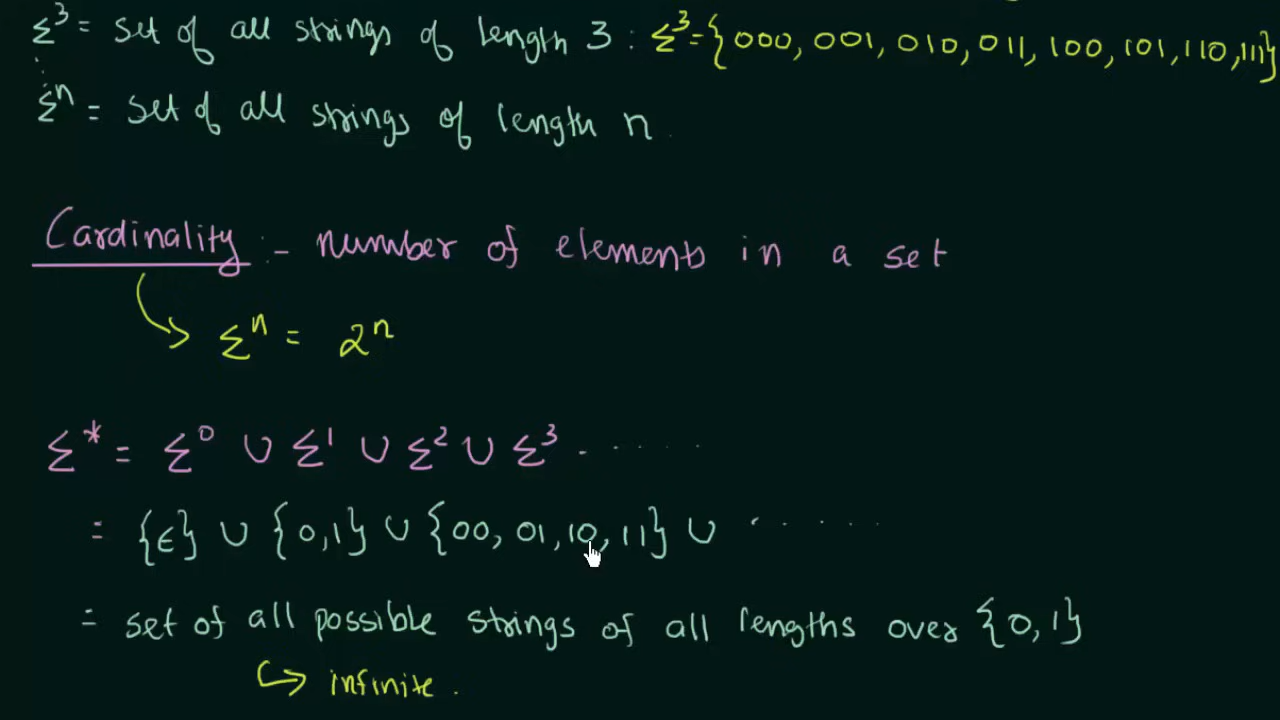 Σ³ = set of all strings of length 3 : Σ³={000, 001, 010, 011, 100, 101, 110, 111}
:
Σⁿ = set of all strings of length n.
Cardinality :- number of elements in a set
Σⁿ = 2ⁿ
Σ* = Σ⁰ ∪ Σ¹ ∪ Σ² ∪ Σ³ . . . . . .
= {ϵ} ∪ {0,1} ∪ {00, 01, 10, 11} ∪ . . . . . .
= set of all possible strings of all lengths over {0,1}
↳ infinite.